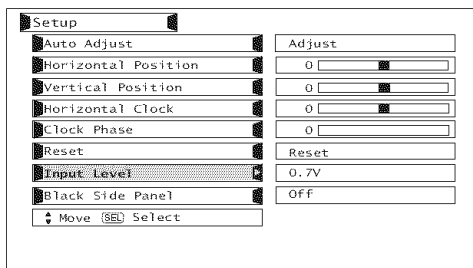 Setup
Auto Adjust Adjust
Horizontal Position 0
Vertical Position 0
Horizontal Clock 0
Clock Phase 0
Reset Reset
Input Level 0.7V
Black Side Panel Off
Move SEL Select